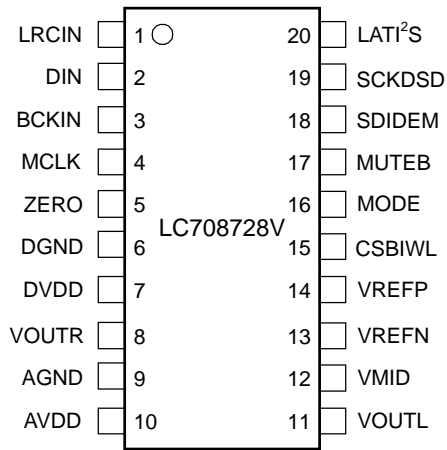 LRCIN 1 20 LATI²S
DIN 2 19 SCKDSD
BCKIN 3 18 SDIDEM
MCLK 4 17 MUTEB
ZERO 5 16 MODE
LC708728V
DGND 6 15 CSBIWL
DVDD 7 14 VREFP
VOUTR 8 13 VREFN
AGND 9 12 VMID
AVDD 10 11 VOUTL